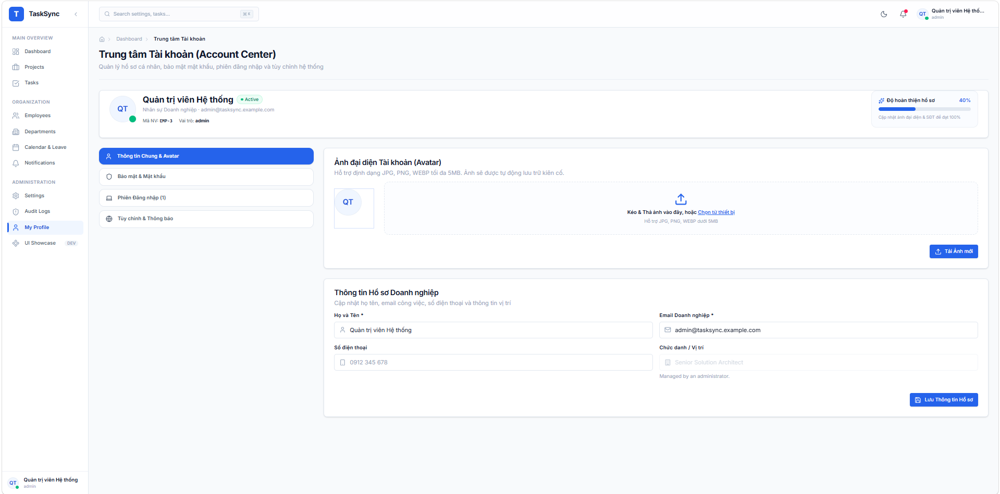 T TaskSync
Search settings, tasks...
⌘ K
QT
Quản trị viên Hệ thố...
admin
MAIN OVERVIEW
Dashboard
Projects
Tasks
ORGANIZATION
Employees
Departments
Calendar & Leave
Notifications
ADMINISTRATION
Settings
Audit Logs
My Profile
UI Showcase DEV
QT
Quản trị viên Hệ thống
admin
Dashboard
Trung tâm Tài khoản
Trung tâm Tài khoản (Account Center)
Quản lý hồ sơ cá nhân, bảo mật mật khẩu, phiên đăng nhập và tùy chỉnh hệ thống
QT
Quản trị viên Hệ thống
Active
Nhân sự Doanh nghiệp · admin@tasksync.example.com
Mã NV: EMP-3 Vai trò: admin
Độ hoàn thiện hồ sơ 40%
Cập nhật ảnh đại diện & SĐT để đạt 100%
Thông tin Chung & Avatar
Bảo mật & Mật khẩu
Phiên Đăng nhập (1)
Tùy chỉnh & Thông báo
Ảnh đại diện Tài khoản (Avatar)
Hỗ trợ định dạng JPG, PNG, WEBP tối đa 5MB. Ảnh sẽ được tự động lưu trữ kiên cố.
QT
Kéo & Thả ảnh vào đây, hoặc Chọn từ thiết bị
Hỗ trợ JPG, PNG, WEBP dưới 5MB
Tải Ảnh mới
Thông tin Hồ sơ Doanh nghiệp
Cập nhật họ tên, email công việc, số điện thoại và thông tin vị trí
Họ và Tên *
Quản trị viên Hệ thống
Email Doanh nghiệp *
admin@tasksync.example.com
Số điện thoại
0912 345 678
Chức danh / Vị trí
Senior Solution Architect
Managed by an administrator.
Lưu Thông tin Hồ sơ